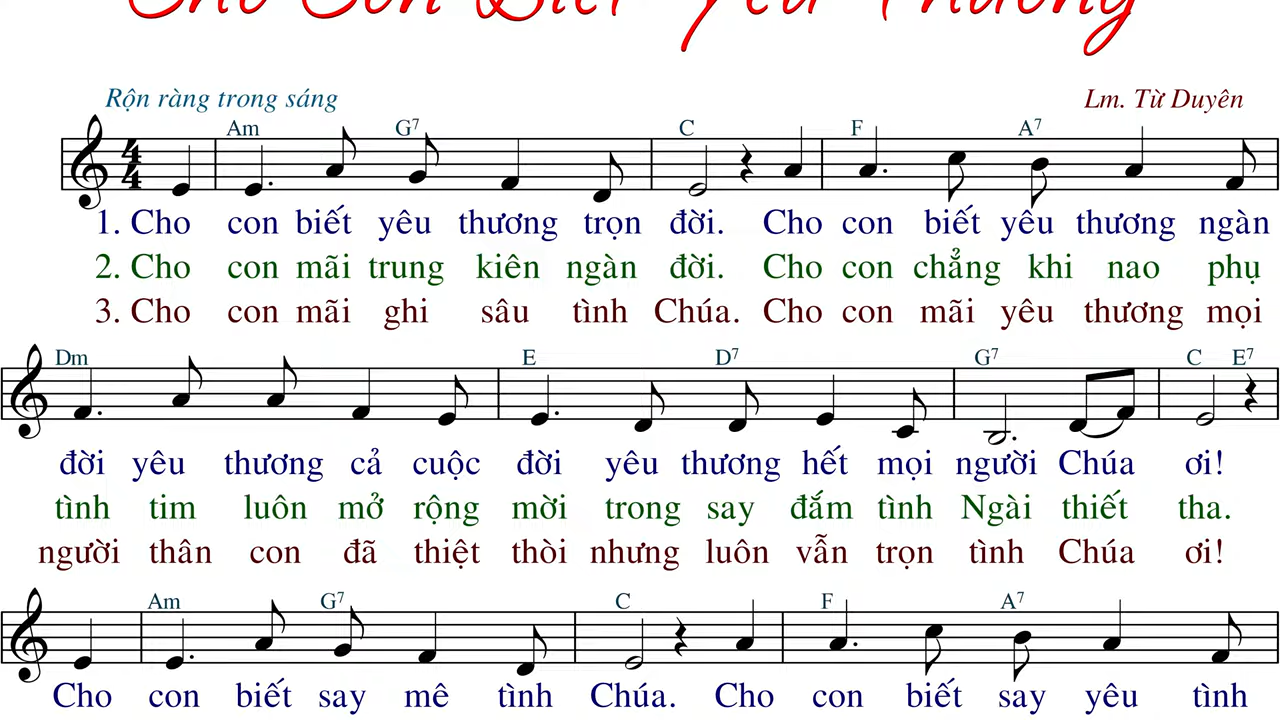 Cho Con Biết Yêu Thương
Rộn ràng trong sáng
Lm. Từ Duyên
Am G7 C F A7
1. Cho con biết yêu thương trọn đời. Cho con biết yêu thương ngàn
2. Cho con mãi trung kiên ngàn đời. Cho con chẳng khi nao phụ
3. Cho con mãi ghi sâu tình Chúa. Cho con mãi yêu thương mọi
Dm E D7 G7 C E7
đời yêu thương cả cuộc đời yêu thương hết mọi người Chúa ơi!
tình tim luôn mở rộng mời trong say đắm tình Ngài thiết tha.
người thân con đã thiệt thòi nhưng luôn vẫn trọn tình Chúa ơi!
Am G7 C F A7
Cho con biết say mê tình Chúa. Cho con biết say yêu tình